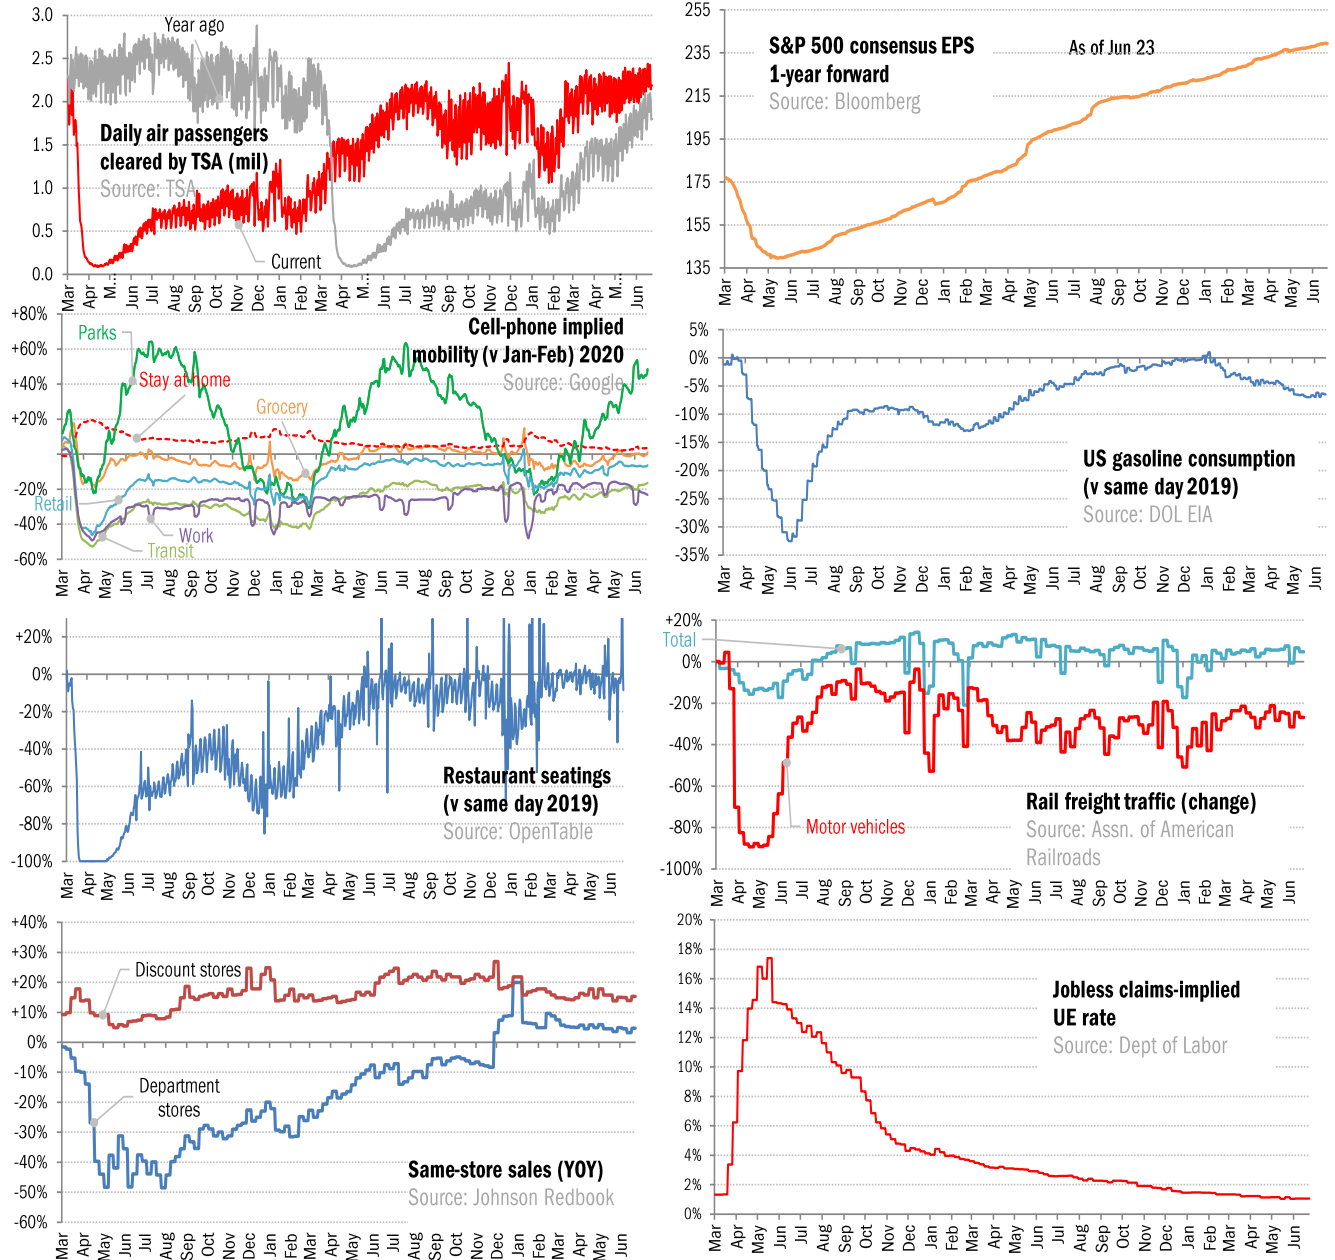 3.0
2.5
2.0
1.5
1.0
0.5
0.0
Year ago
Daily air passengers
cleared by TSA (mil)
Source: TSA
Current
Mar Apr M... Jun Jul Aug Sep Oct Nov Dec Jan Feb Mar Apr M... Jun Jul Aug Sep Oct Nov Dec Jan Feb Mar Apr M... Jun
255
235
215
195
175
155
135
S&P 500 consensus EPS
1-year forward
Source: Bloomberg
As of Jun 23
Mar Apr May Jun Jul Aug Sep Oct Nov Dec Jan Feb Mar Apr May Jun Jul Aug Sep Oct Nov Dec Jan Feb Mar Apr May Jun
+80%
+60%
+40%
+20%
0%
-20%
-40%
-60%
Cell-phone implied
mobility (v Jan-Feb) 2020
Source: Google
Parks
Stay at home
Grocery
Retail
Work
Transit
Mar Apr May Jun Jul Aug Sep Oct Nov Dec Jan Feb Mar Apr May Jun Jul Aug Sep Oct Nov Dec Jan Feb Mar Apr May Jun
5%
0%
-5%
-10%
-15%
-20%
-25%
-30%
-35%
US gasoline consumption
(v same day 2019)
Source: DOL EIA
Mar Apr May Jun Jul Aug Sep Oct Nov Dec Jan Feb Mar Apr May Jun Jul Aug Sep Oct Nov Dec Jan Feb Mar Apr May Jun
+20%
0%
-20%
-40%
-60%
-80%
-100%
Restaurant seatings
(v same day 2019)
Source: OpenTable
Mar Apr May Jun Jul Aug Sep Oct Nov Dec Jan Feb Mar Apr May Jun Jul Aug Sep Oct Nov Dec Jan Feb Mar Apr May Jun
+20%
0%
-20%
-40%
-60%
-80%
-100%
Total
Motor vehicles
Rail freight traffic (change)
Source: Assn. of American
Railroads
Mar Apr May Jun Jul Aug Sep Oct Nov Dec Jan Feb Mar Apr May Jun Jul Aug Sep Oct Nov Dec Jan Feb Mar Apr May Jun
+40%
+30%
+20%
+10%
0%
-10%
-20%
-30%
-40%
-50%
-60%
Discount stores
Department
stores
Same-store sales (YOY)
Source: Johnson Redbook
Mar Apr May Jun Jul Aug Sep Oct Nov Dec Jan Feb Mar Apr May Jun Jul Aug Sep Oct Nov Dec Jan Feb Mar Apr May Jun
20%
18%
16%
14%
12%
10%
8%
6%
4%
2%
0%
Jobless claims-implied
UE rate
Source: Dept of Labor
Mar Apr May Jun Jul Aug Sep Oct Nov Dec Jan Feb Mar Apr May Jun Jul Aug Sep Oct Nov Dec Jan Feb Mar Apr May Jun